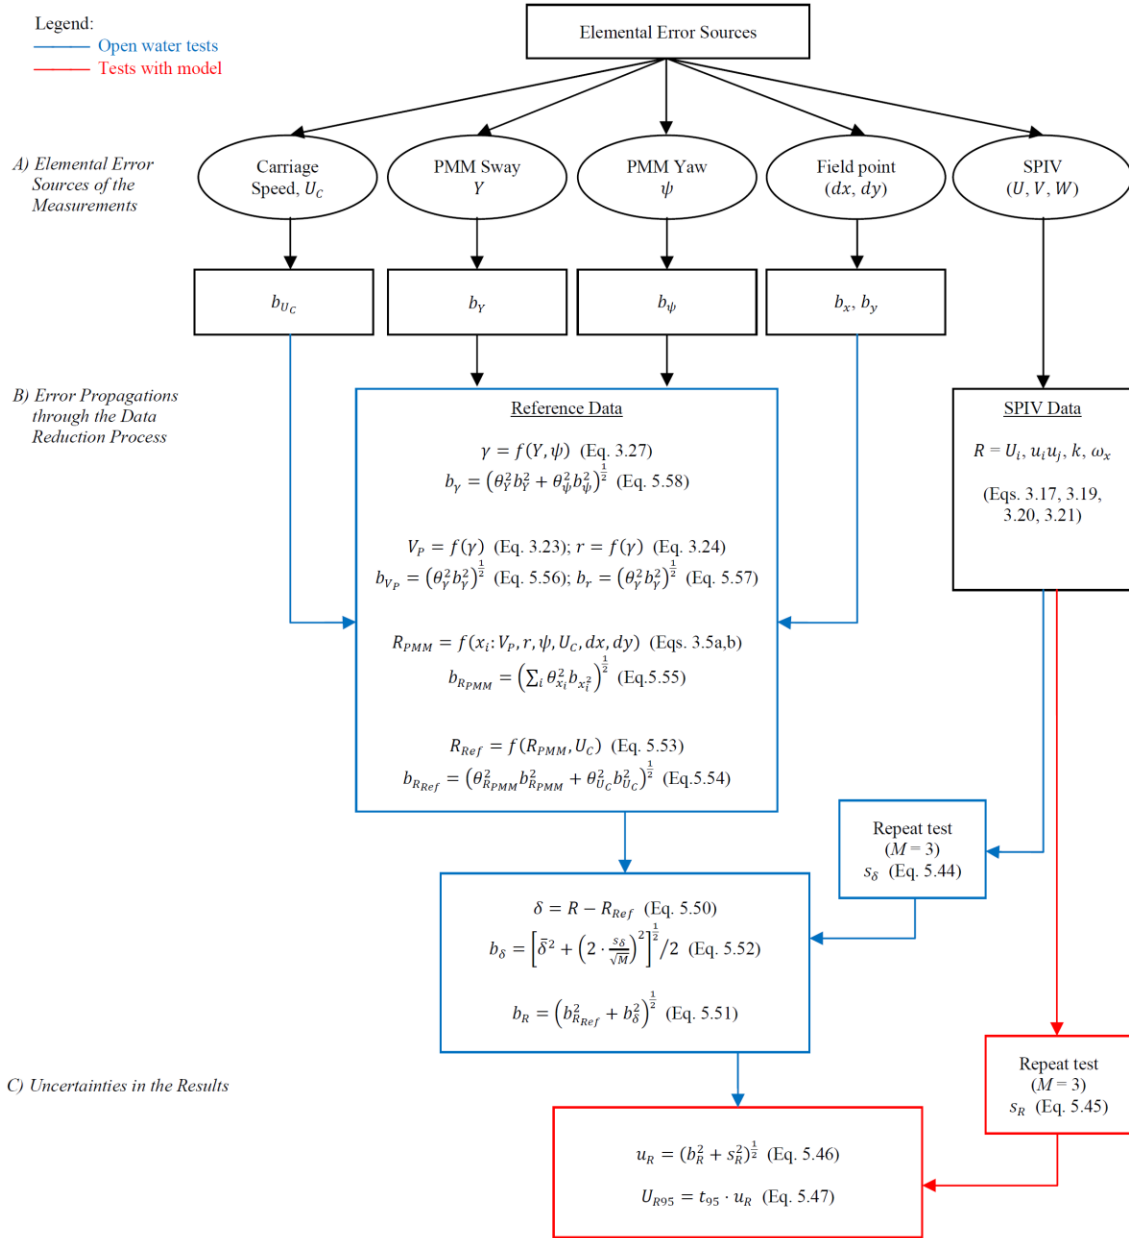 Legend:
Open water tests
Tests with model
Elemental Error Sources
A) Elemental Error
Sources of the
Measurements
Carriage
Speed, U_C
PMM Sway
Y
PMM Yaw
ψ
Field point
(dx, dy)
SPIV
(U, V, W)
b_{U_C}
b_Y
b_ψ
b_x, b_y
B) Error Propagations
through the Data
Reduction Process
Reference Data
γ = f(Y, ψ) (Eq. 3.27)
b_γ = (θ_Y^2 b_Y^2 + θ_ψ^2 b_ψ^2)^{1/2} (Eq. 5.58)
V_P = f(γ) (Eq. 3.23); r = f(γ) (Eq. 3.24)
b_{V_P} = (θ_γ^2 b_γ^2)^{1/2} (Eq. 5.56); b_r = (θ_γ^2 b_γ^2)^{1/2} (Eq. 5.57)
R_{PMM} = f(x_i: V_P, r, ψ, U_C, dx, dy) (Eqs. 3.5a,b)
b_{R_{PMM}} = (∑_i θ_{x_i}^2 b_{x_i^2})^{1/2} (Eq.5.55)
R_{Ref} = f(R_{PMM}, U_C) (Eq. 5.53)
b_{R_{Ref}} = (θ_{R_{PMM}}^2 b_{R_{PMM}}^2 + θ_{U_C}^2 b_{U_C}^2)^{1/2} (Eq.5.54)
SPIV Data
R = U_i, u_i u_j, k, ω_x
(Eqs. 3.17, 3.19,
3.20, 3.21)
Repeat test
(M = 3)
s_δ (Eq. 5.44)
δ = R − R_{Ref} (Eq. 5.50)
b_δ = [δ̄^2 + (2 · s_δ/√M)^2]^{1/2}/2 (Eq. 5.52)
b_R = (b_{R_{Ref}}^2 + b_δ^2)^{1/2} (Eq. 5.51)
C) Uncertainties in the Results
Repeat test
(M = 3)
s_R (Eq. 5.45)
u_R = (b_R^2 + s_R^2)^{1/2} (Eq. 5.46)
U_{R95} = t_{95} · u_R (Eq. 5.47)